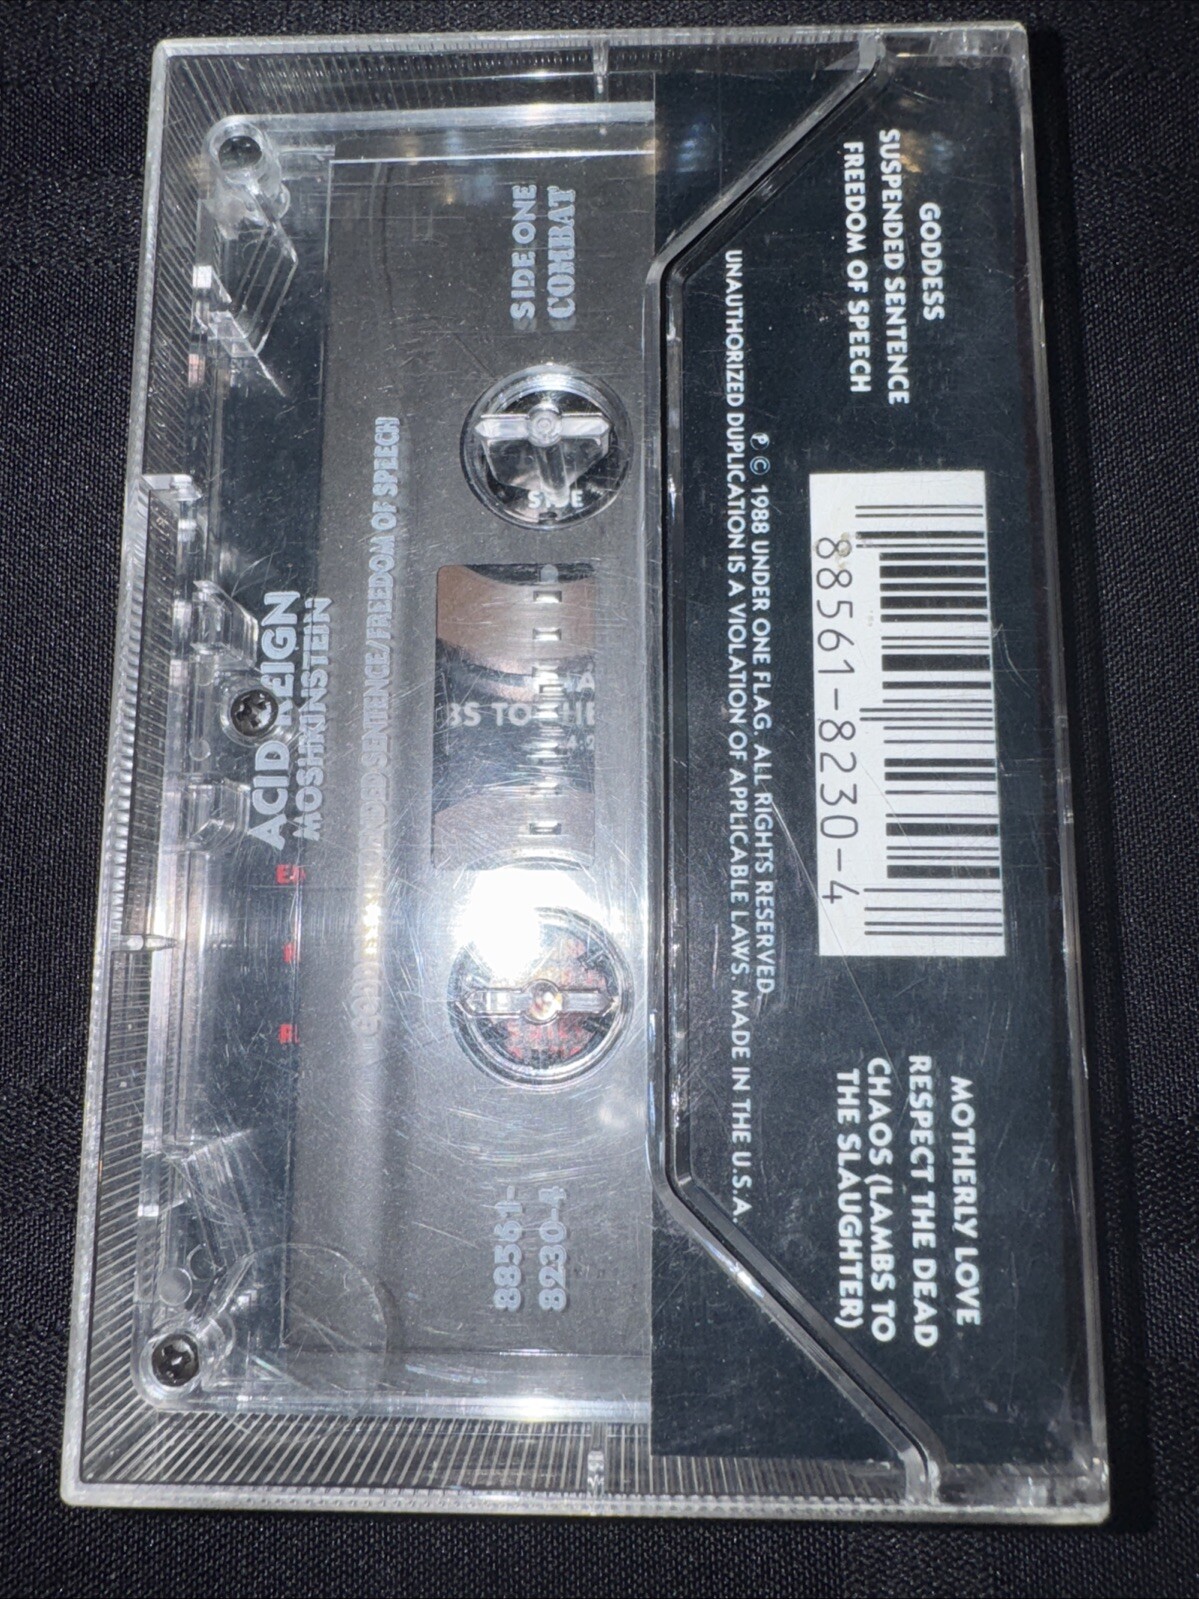 GODDESS
SUSPENDED SENTENCE
FREEDOM OF SPEECH
88561-8230-4
MOTHERLY LOVE
RESPECT THE DEAD
CHAOS (LAMBS TO
THE SLAUGHTER)
℗ © 1988 UNDER ONE FLAG. ALL RIGHTS RESERVED
UNAUTHORIZED DUPLICATION IS A VIOLATION OF APPLICABLE LAWS. MADE IN THE U.S.A.
COMBAT
SIDE ONE
88561-
8230-4
SENTENCE/FREEDOM OF SPEECH
MOSHKINSTEIN
ACID REIGN